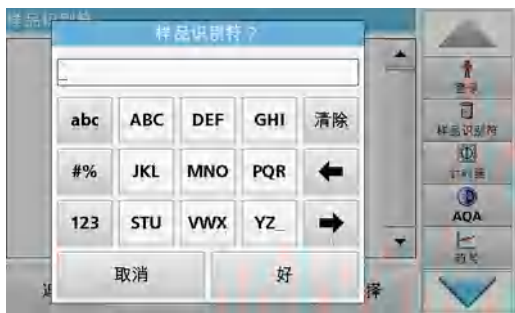 样品识别符
样品识别符?
abc ABC DEF GHI 清除
#% JKL MNO PQR
123 STU VWX YZ_
取消 好
择
登录
样品识别符
计时器
AQA
趋势